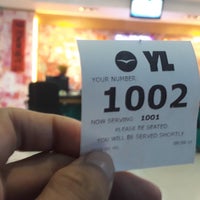 YL
YOUR NUMBER
1002
NOW SERVING 1001
PLEASE BE SEATED.
YOU WILL BE SERVED SHORTLY